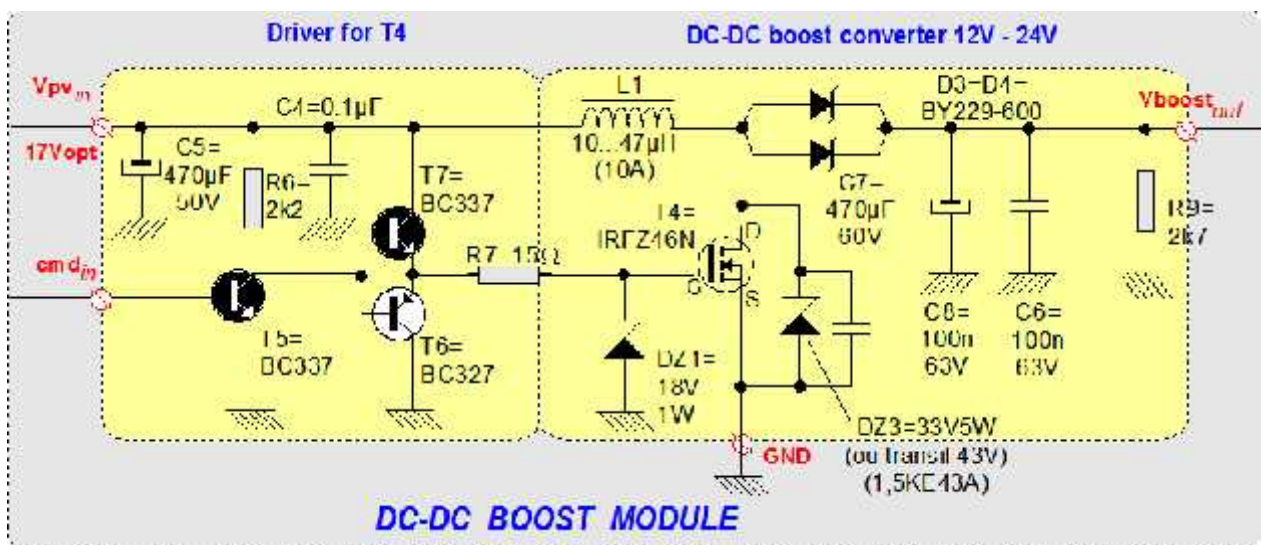 Driver for T4
DC-DC boost converter 12V - 24V
Vpv in
17Vopt
C4=0.1µF
C5=
470µF
50V
R6=
2k2
T7=
BC337
cmd in
T5=
BC337
T6=
BC327
R7 15Ω
L1
10...47µH
(10A)
D3=D4=
BY229-600
Vboost out
T4=
IRFZ46N
G
D
S
C7=
470µF
60V
R9=
2k7
DZ1=
18V
1W
C8=
100n
63V
C6=
100n
63V
GND
DZ3=33V5W
(ou transil 43V)
(1,5KE43A)
DC-DC BOOST MODULE